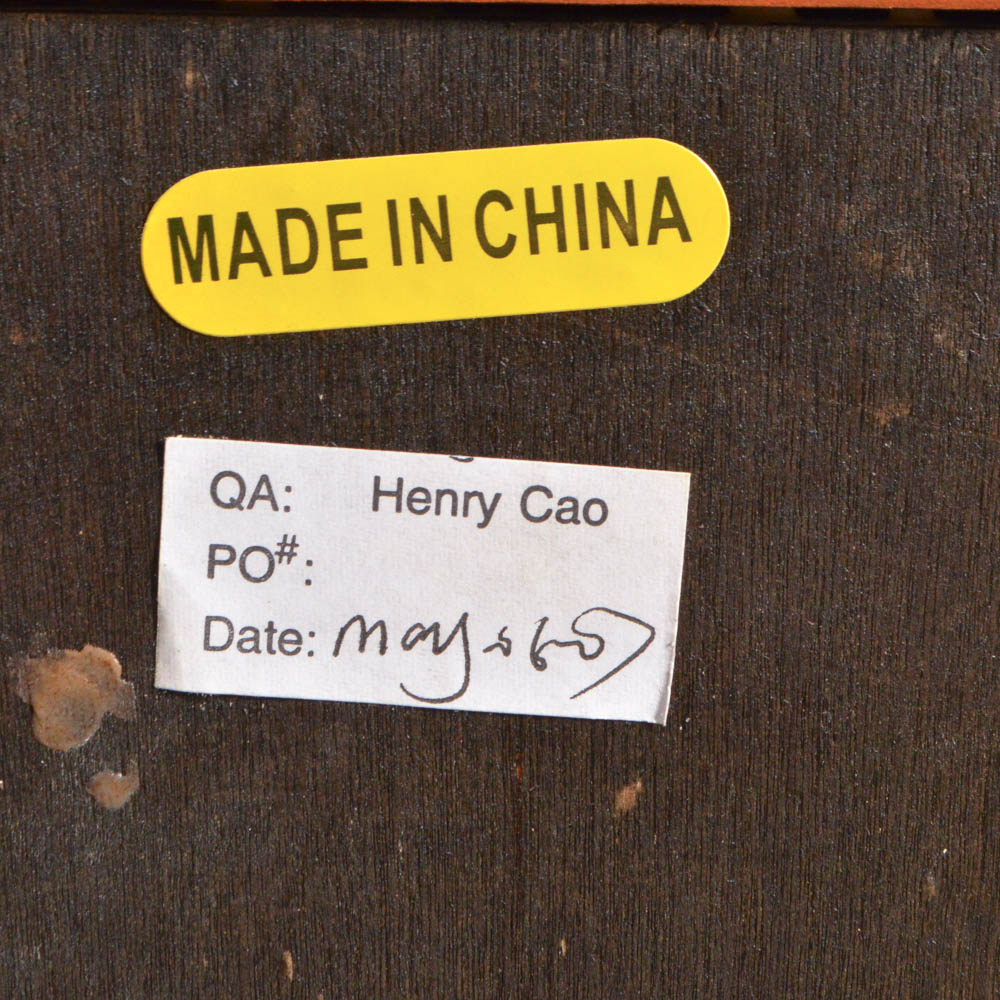 MADE IN CHINA
QA: Henry Cao
PO#:
Date: May